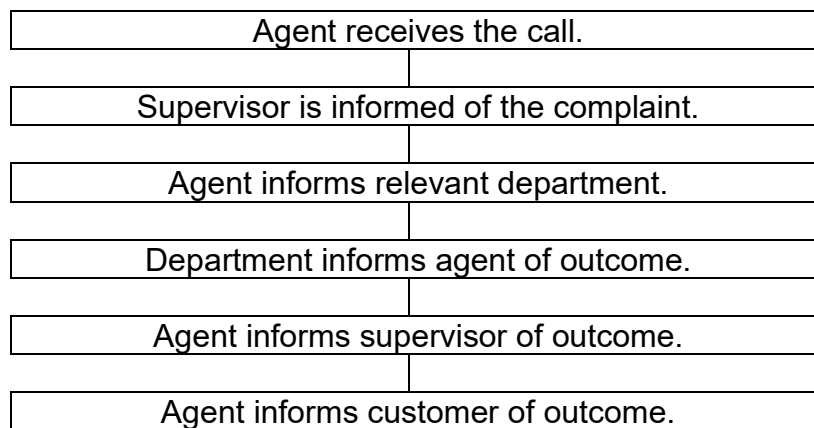 Agent receives the call.
Supervisor is informed of the complaint.
Agent informs relevant department.
Department informs agent of outcome.
Agent informs supervisor of outcome.
Agent informs customer of outcome.